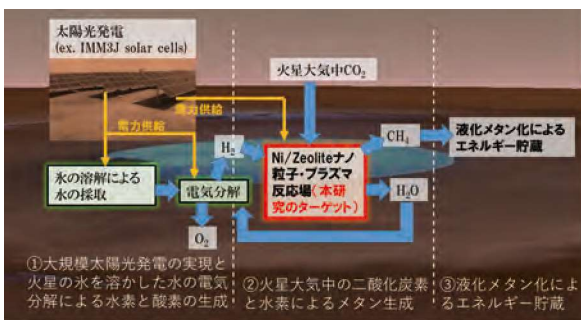 太陽光発電
(ex. IMM3J solar cells)
火星大気中CO₂
電力供給
電力供給
H₂
CH₄
液化メタン化による
エネルギー貯蔵
氷の溶解による
水の採取
電気分解
Ni/Zeoliteナノ
粒子・プラズマ
反応場(本研
究のターゲット)
H₂O
O₂
①大規模太陽光発電の実現と
火星の氷を溶かした水の電気
分解による水素と酸素の生成
②火星大気中の二酸化炭素
と水素によるメタン生成
③液化メタン化によ
るエネルギー貯蔵